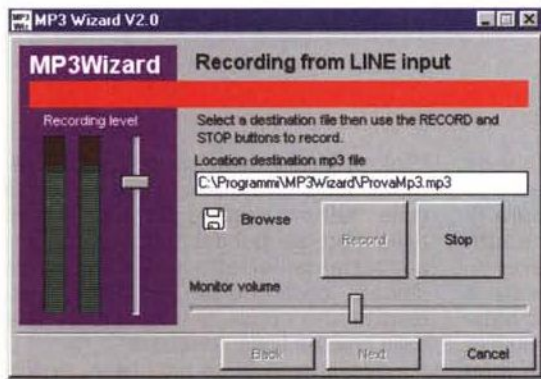 MP3 Wizard V2.0
MP3Wizard
Recording from LINE input
Recording level
Select a destination file then use the RECORD and
STOP buttons to record.
Location destination mp3 file
C:\Programmi\MP3Wizard\ProvaMp3.mp3
Browse
Record
Stop
Monitor volume
Back
Next
Cancel